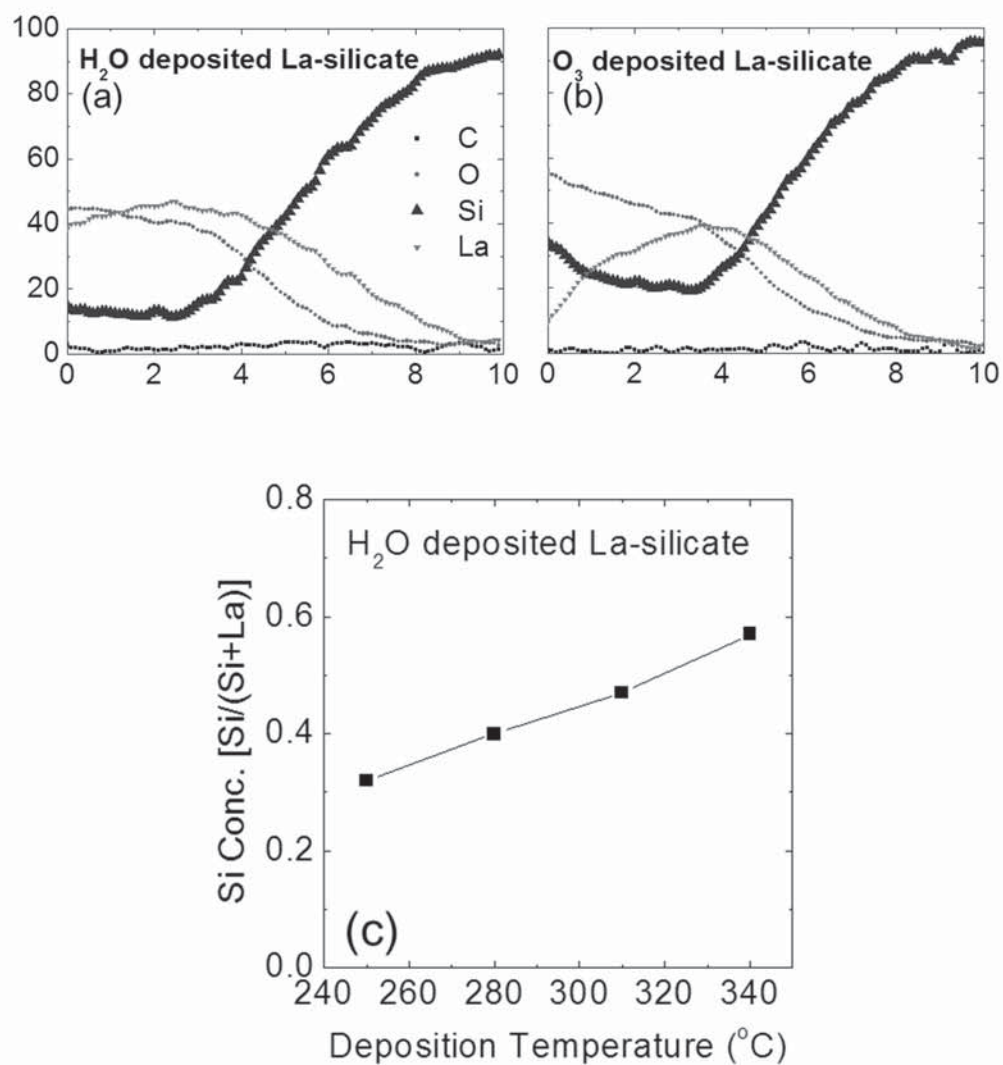 H₂O deposited La-silicate
(a)
100
80
60
40
20
0
0 2 4 6 8 10
C
O
Si
La
O₃ deposited La-silicate
(b)
0 2 4 6 8 10
H₂O deposited La-silicate
0.8
0.6
0.4
0.2
0.0
Si Conc. [Si/(Si+La)]
(c)
240 260 280 300 320 340
Deposition Temperature (°C)